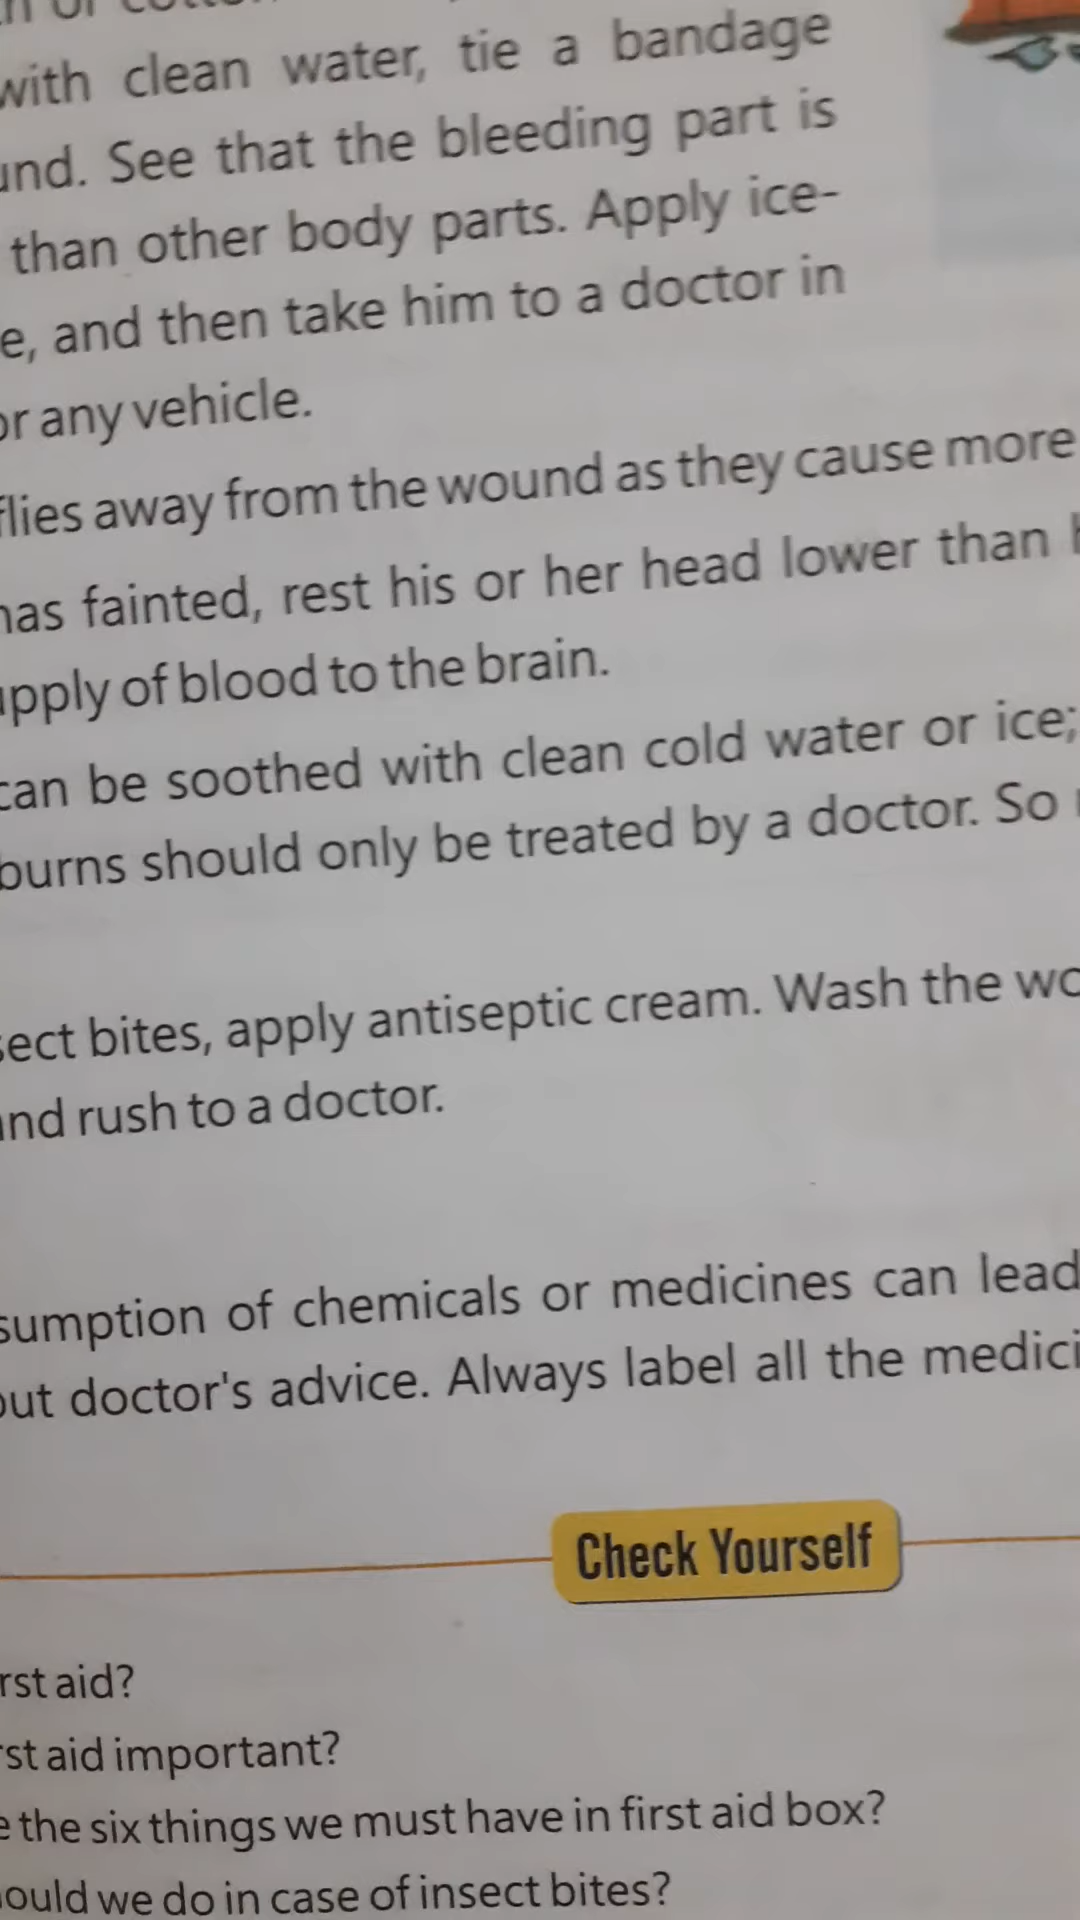 with clean water, tie a bandage
und. See that the bleeding part is
than other body parts. Apply ice-
e, and then take him to a doctor in
or any vehicle.
flies away from the wound as they cause more
has fainted, rest his or her head lower than
upply of blood to the brain.
can be soothed with clean cold water or ice;
burns should only be treated by a doctor. So
sect bites, apply antiseptic cream. Wash the wo
and rush to a doctor.
sumption of chemicals or medicines can lead
out doctor's advice. Always label all the medici
Check Yourself
rst aid?
rst aid important?
e the six things we must have in first aid box?
ould we do in case of insect bites?